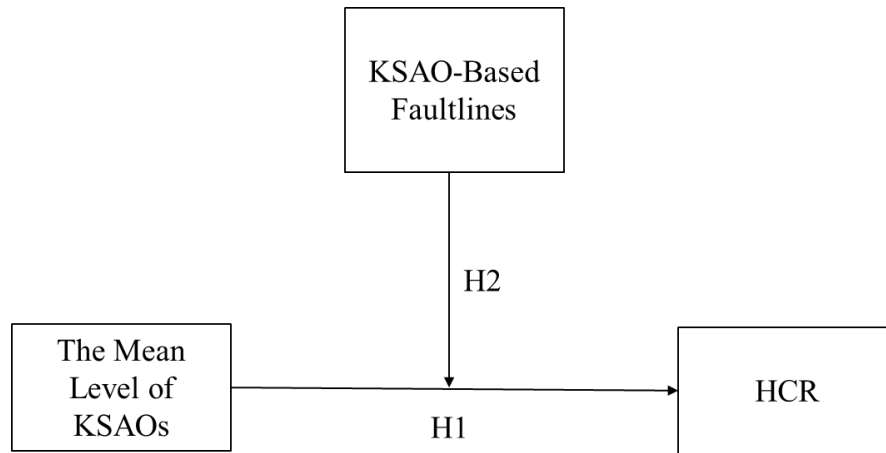 KSAO-Based
Faultlines
H2
The Mean
Level of
KSAOs
H1
HCR